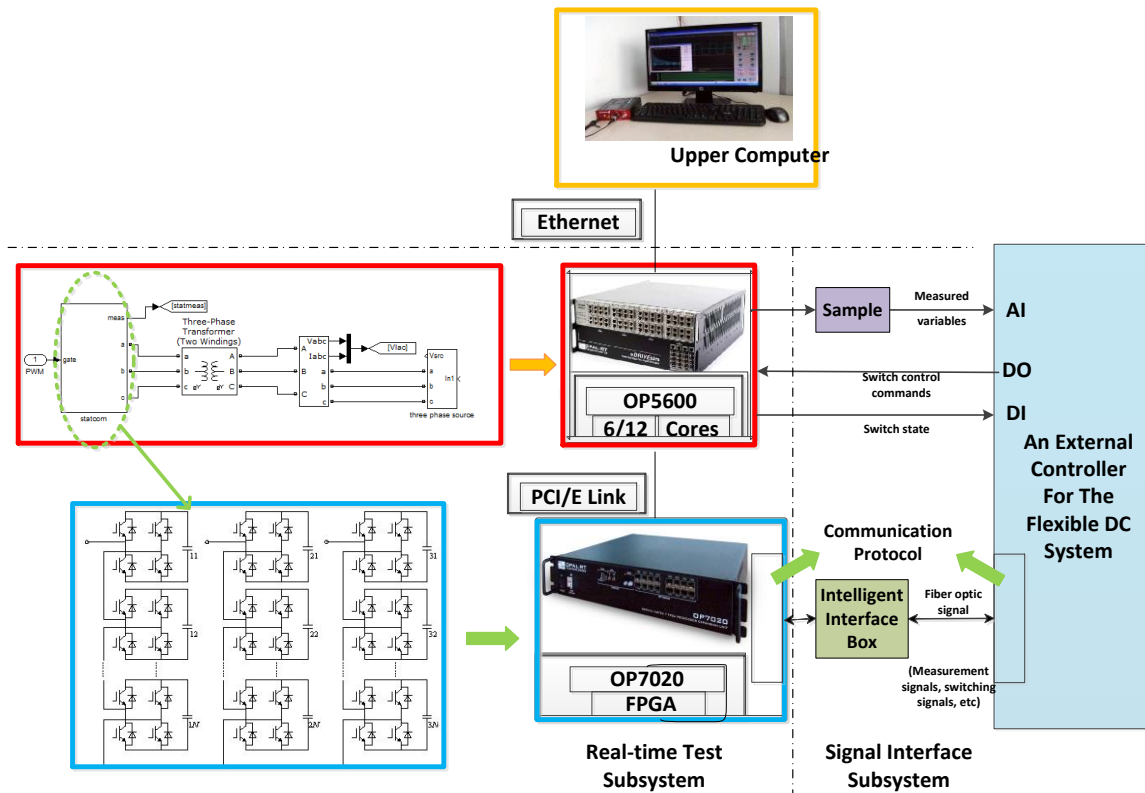 Upper Computer
Ethernet
[statmeas]
meas
a
b
c
gate
1
PWM
statcom
Three-Phase
Transformer
(Two Windings)
a
b
c
A
B
C
A
B
C
Vabc
Iabc
a
b
c
[VIac]
Vsrc
a
b
c
In1
three phase source
OP5600
6/12 Cores
Sample
Measured
variables
AI
DO
Switch control
commands
DI
Switch state
An External
Controller
For The
Flexible DC
System
PCI/E Link
11
21
31
12
22
32
1N
2N
3N
OPAL-RT
OP7020
OP7020
FPGA
Communication
Protocol
Intelligent
Interface
Box
Fiber optic
signal
(Measurement
signals, switching
signals, etc)
Real-time Test
Subsystem
Signal Interface
Subsystem